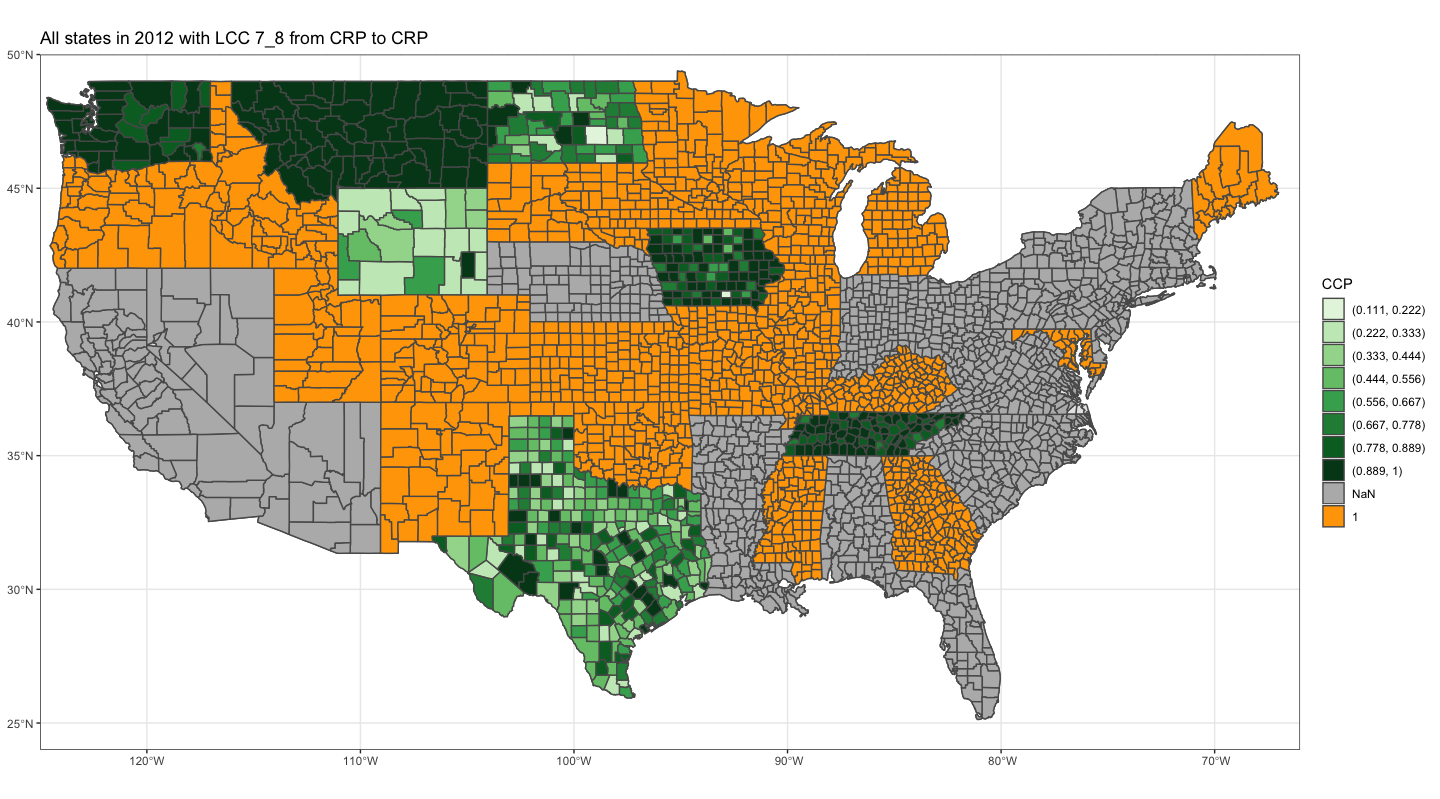 All states in 2012 with LCC 7_8 from CRP to CRP
50°N
45°N
40°N
35°N
30°N
25°N
120°W
110°W
100°W
90°W
80°W
70°W
CCP
(0.111, 0.222)
(0.222, 0.333)
(0.333, 0.444)
(0.444, 0.556)
(0.556, 0.667)
(0.667, 0.778)
(0.778, 0.889)
(0.889, 1)
NaN
1